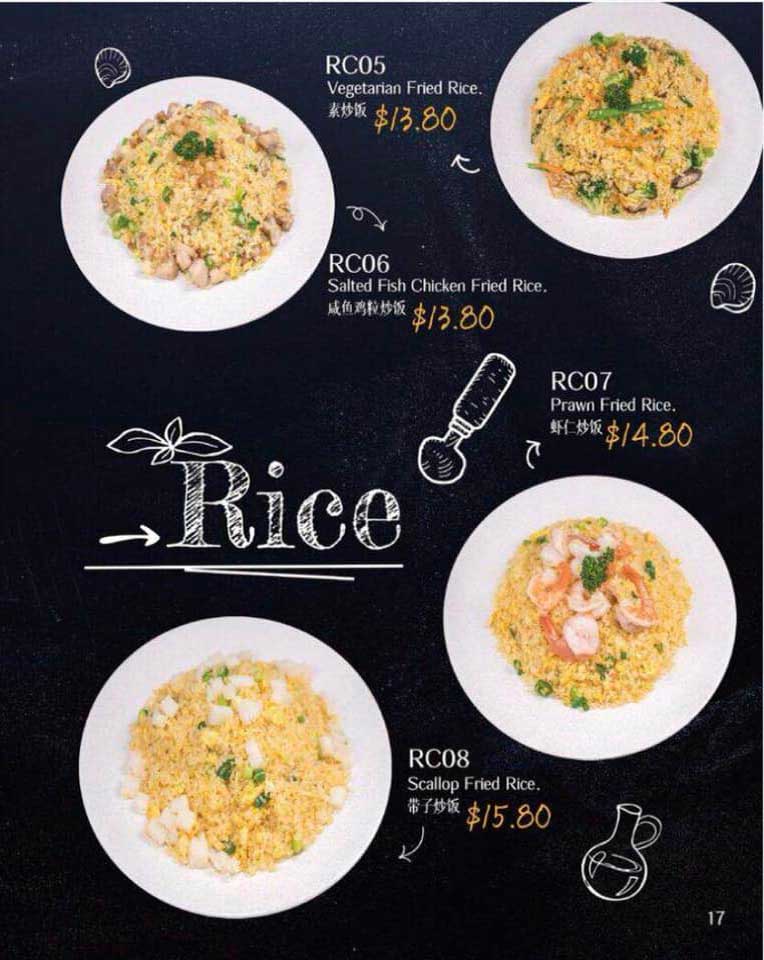 RC05
Vegetarian Fried Rice.
素炒饭 $13.80
RC06
Salted Fish Chicken Fried Rice.
咸鱼鸡粒炒饭 $13.80
RC07
Prawn Fried Rice.
虾仁炒饭 $14.80
Rice
RC08
Scallop Fried Rice.
带子炒饭 $15.80
17